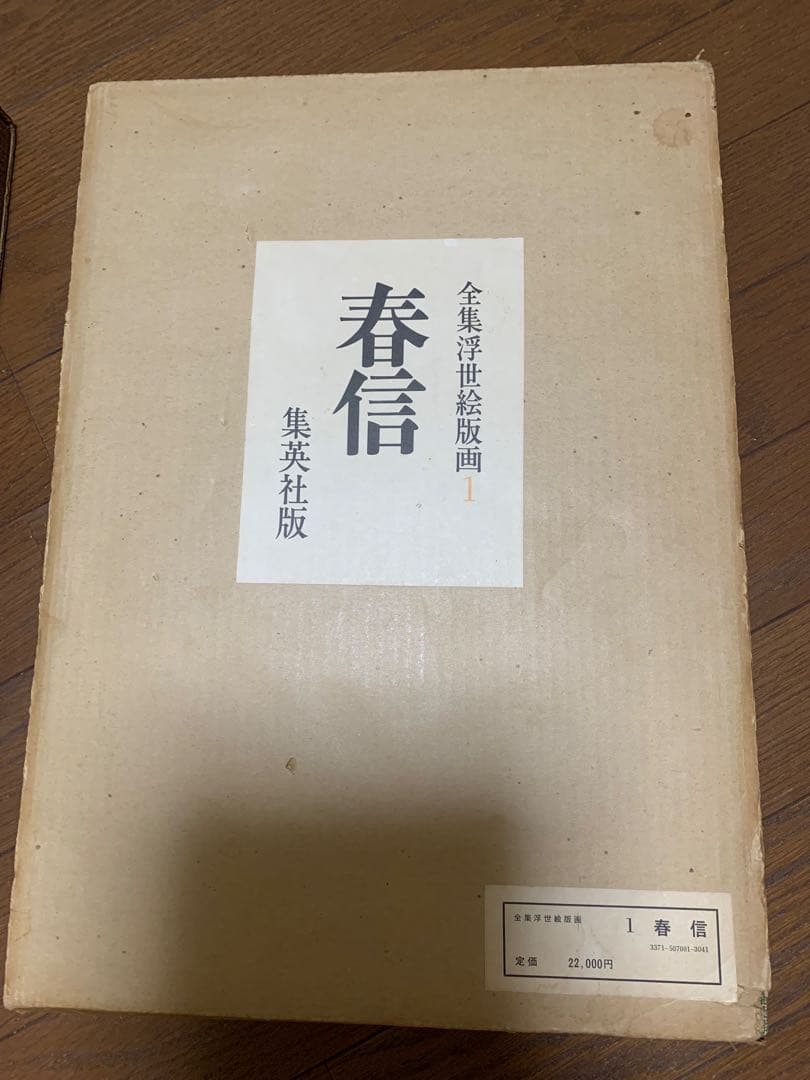 全集浮世絵版画1
春信
集英社版
全集浮世絵版画 1 春信
3371-507001-3041
定価 22,000円